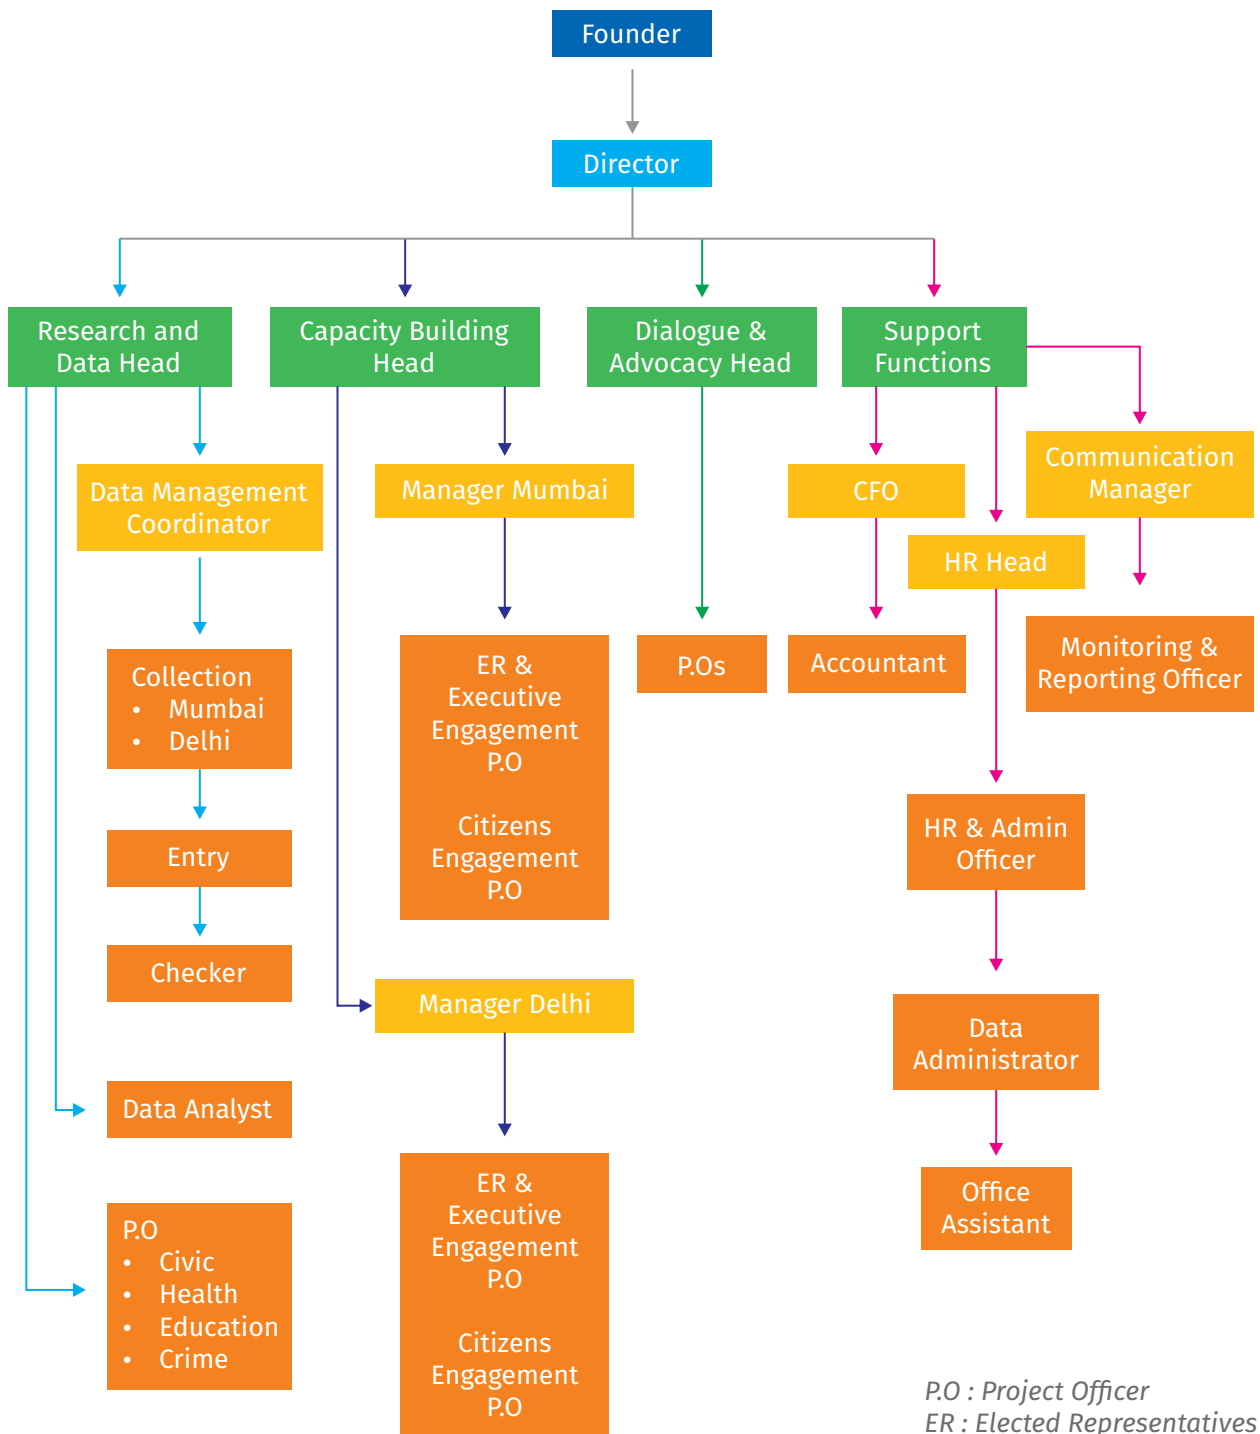 Founder
Director
Research and
Data Head
Capacity Building
Head
Dialogue &
Advocacy Head
Support
Functions
Data Management
Coordinator
Manager Mumbai
CFO
Communication
Manager
HR Head
Collection
• Mumbai
• Delhi
ER &
Executive
Engagement
P.O
Citizens
Engagement
P.O
P.Os
Accountant
Monitoring &
Reporting Officer
Entry
HR & Admin
Officer
Checker
Manager Delhi
Data
Administrator
Data Analyst
P.O
• Civic
• Health
• Education
• Crime
ER &
Executive
Engagement
P.O
Citizens
Engagement
P.O
Office
Assistant
P.O : Project Officer
ER : Elected Representatives